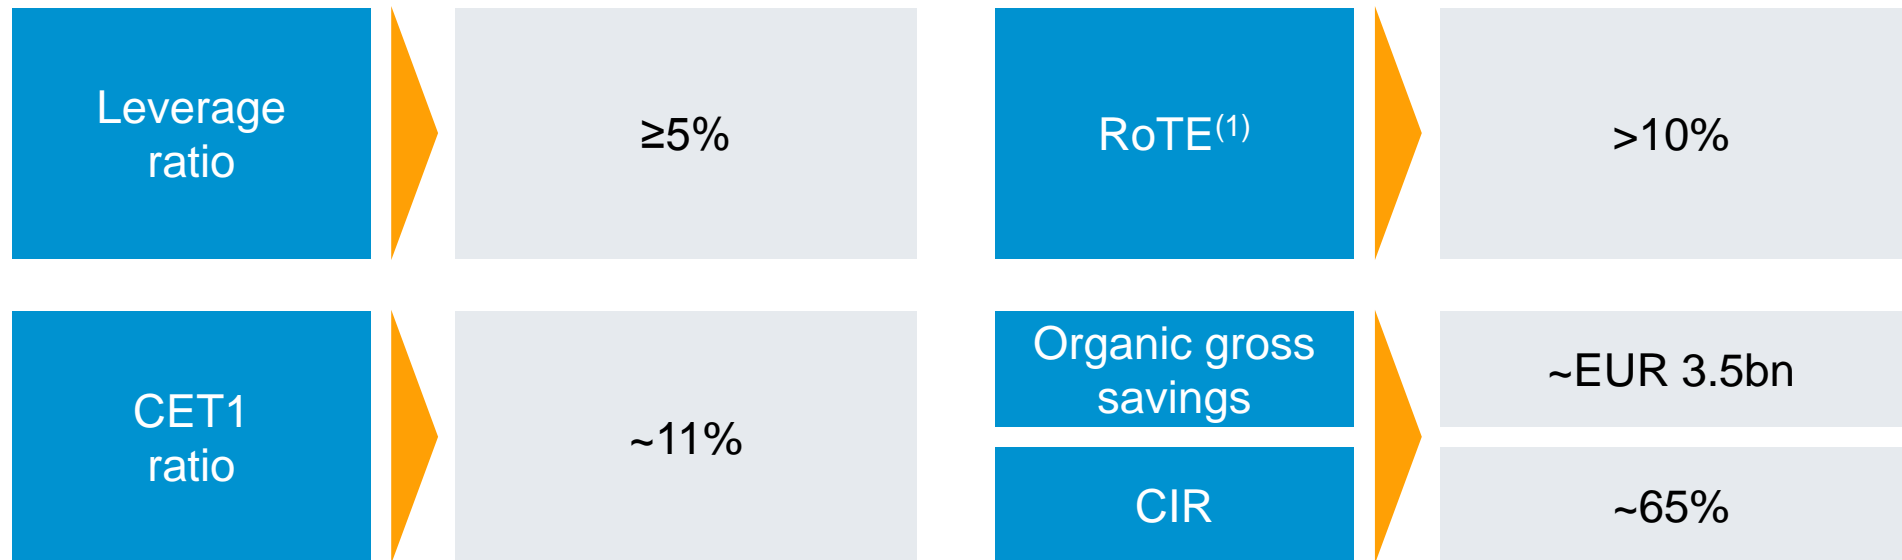 Leverage
ratio
≥5%
RoTE(1)
>10%
CET1
ratio
~11%
Organic gross
savings
~EUR 3.5bn
CIR
~65%